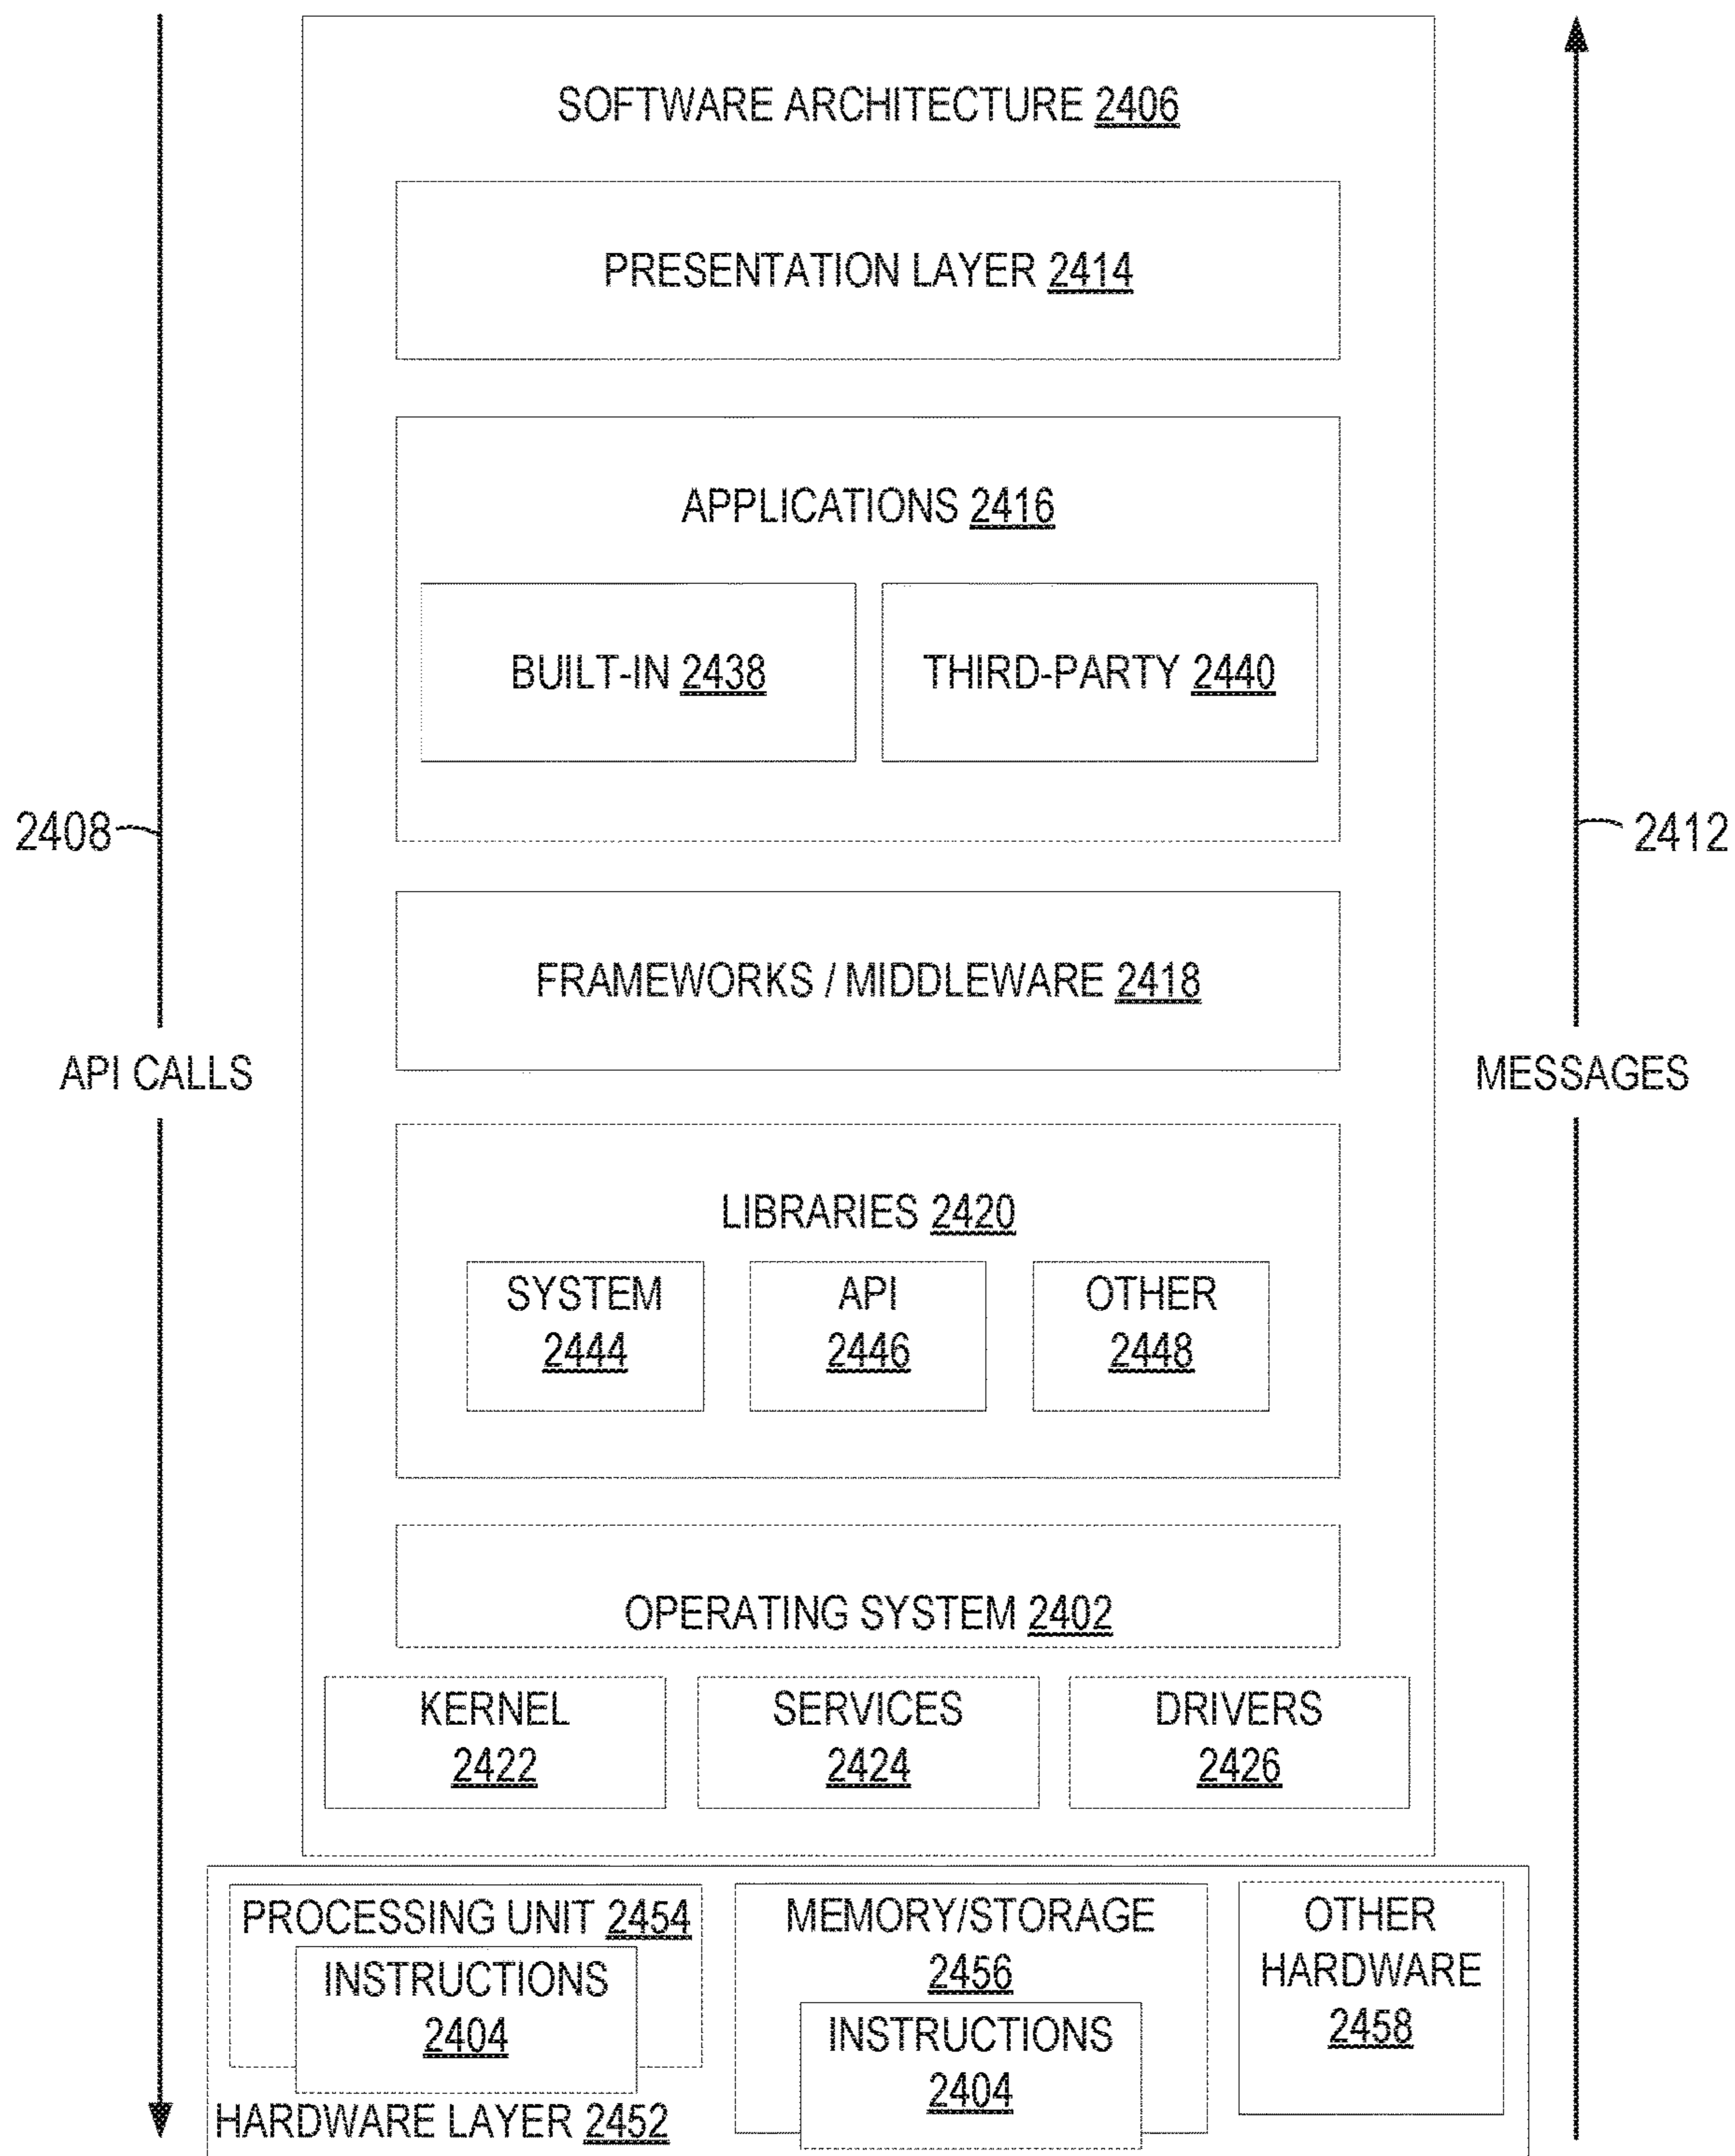 SOFTWARE ARCHITECTURE 2406
PRESENTATION LAYER 2414
APPLICATIONS 2416
BUILT-IN 2438
THIRD-PARTY 2440
2408
2412
FRAMEWORKS / MIDDLEWARE 2418
API CALLS
MESSAGES
LIBRARIES 2420
SYSTEM
2444
API
2446
OTHER
2448
OPERATING SYSTEM 2402
KERNEL
2422
SERVICES
2424
DRIVERS
2426
PROCESSING UNIT 2454
INSTRUCTIONS
2404
MEMORY/STORAGE
2456
INSTRUCTIONS
2404
OTHER
HARDWARE
2458
HARDWARE LAYER 2452